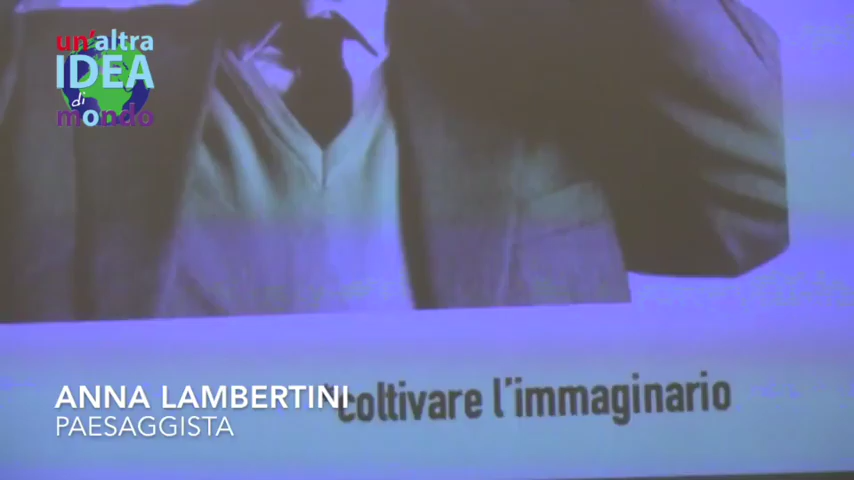 un'altra
IDEA
di
mondo
ANNA LAMBERTINI
PAESAGGISTA
coltivare l'immaginario